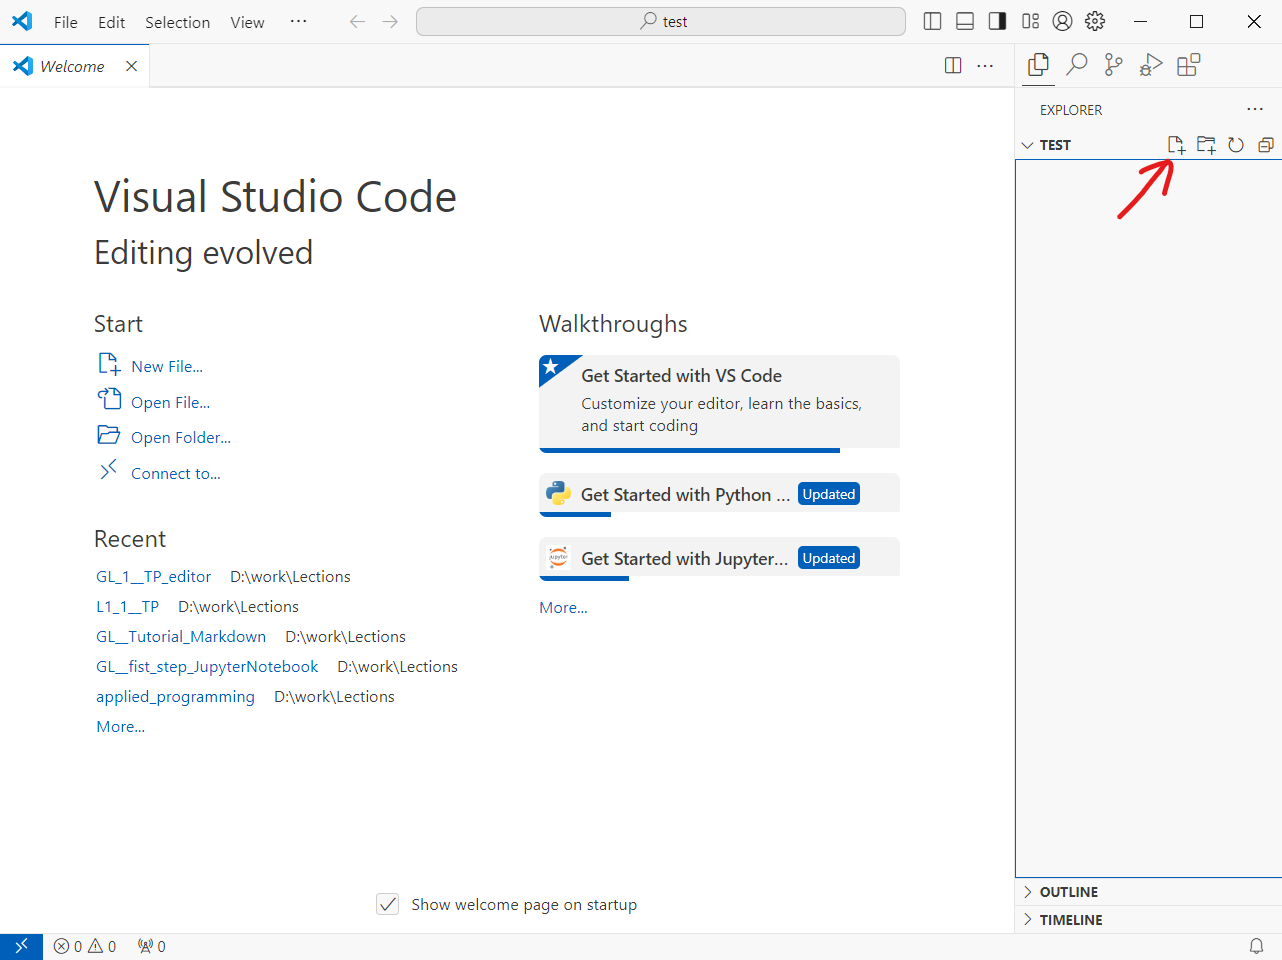 File Edit Selection View ··· test
Welcome
EXPLORER
TEST
Visual Studio Code
Editing evolved
Start
New File...
Open File...
Open Folder...
Connect to...
Recent
GL_1__TP_editor D:\work\Lections
L1_1__TP D:\work\Lections
GL__Tutorial_Markdown D:\work\Lections
GL__fist_step_JupyterNotebook D:\work\Lections
applied_programming D:\work\Lections
More...
Walkthroughs
Get Started with VS Code
Customize your editor, learn the basics,
and start coding
Get Started with Python ... Updated
jupyter
Get Started with Jupyter... Updated
More...
Show welcome page on startup
OUTLINE
TIMELINE
0 0 0